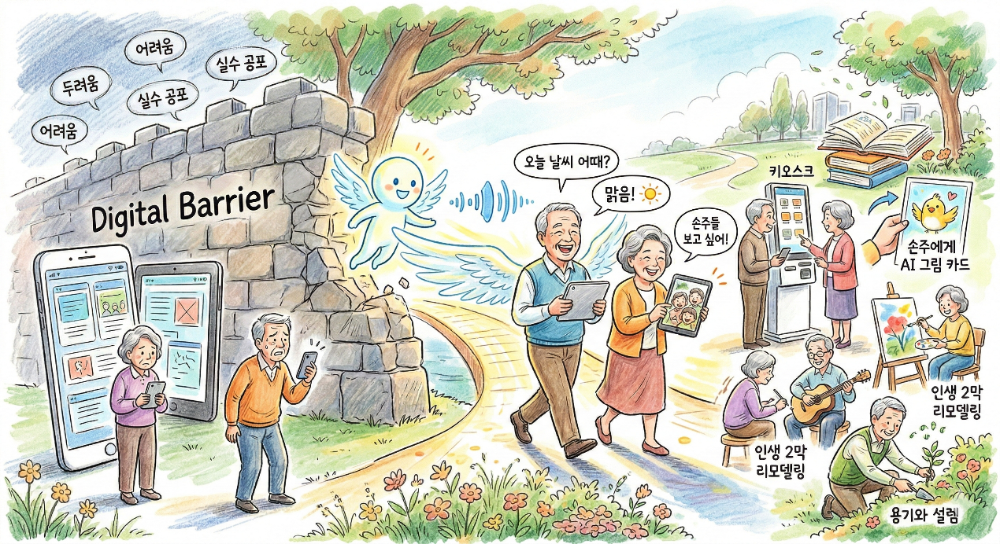 어려움
실수 공포
두려움
실수 공포
어려움
Digital Barrier
오늘 날씨 어때?
맑음!
손주들
보고 싶어!
키오스크
손주에게
AI 그림 카드
인생 2막
리모델링
인생 2막
리모델링
용기와 설렘